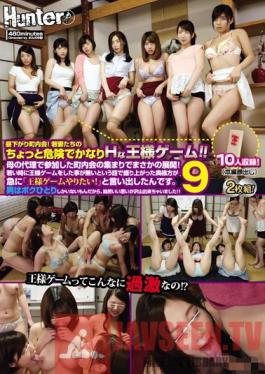 Hunter
480minutes
昼下がり町内会!若妻たちの
ちょっと危険でかなりHな王様ゲーム!!
母の代理で参加した町内会の集まりでまさかの展開!
若い時に王様ゲームをした事が無いという話で盛り上がった奥様方が
急に「王様ゲームやりたい!」と言い出したんです。
男はボクひとり
9
10人収録!
2枚組!
王様ゲームってこんなに過激なの!?
JAVSEEN.TV